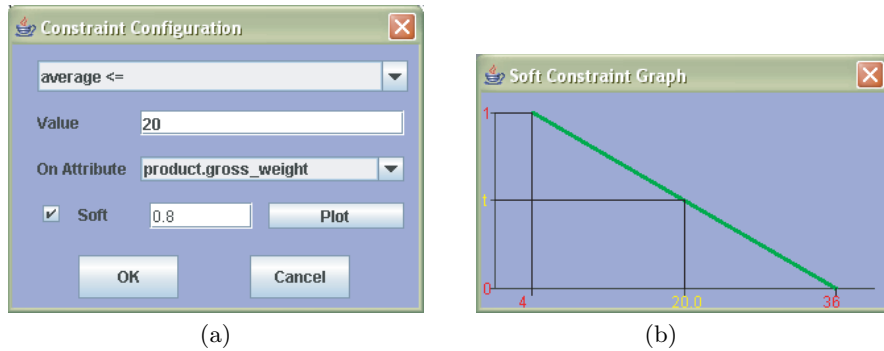 Constraint Configuration
average <=
Value 20
On Attribute product.gross_weight
Soft 0.8 Plot
OK Cancel
(a)
Soft Constraint Graph
1
t
0
4 20.0 36
(b)